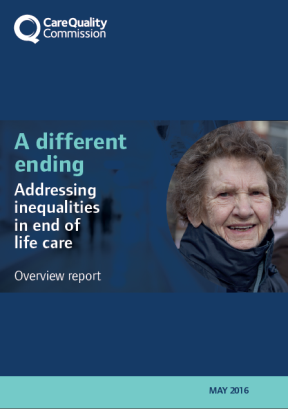 CareQuality
Commission
A different
ending
Addressing
inequalities
in end of
life care
Overview report
MAY 2016